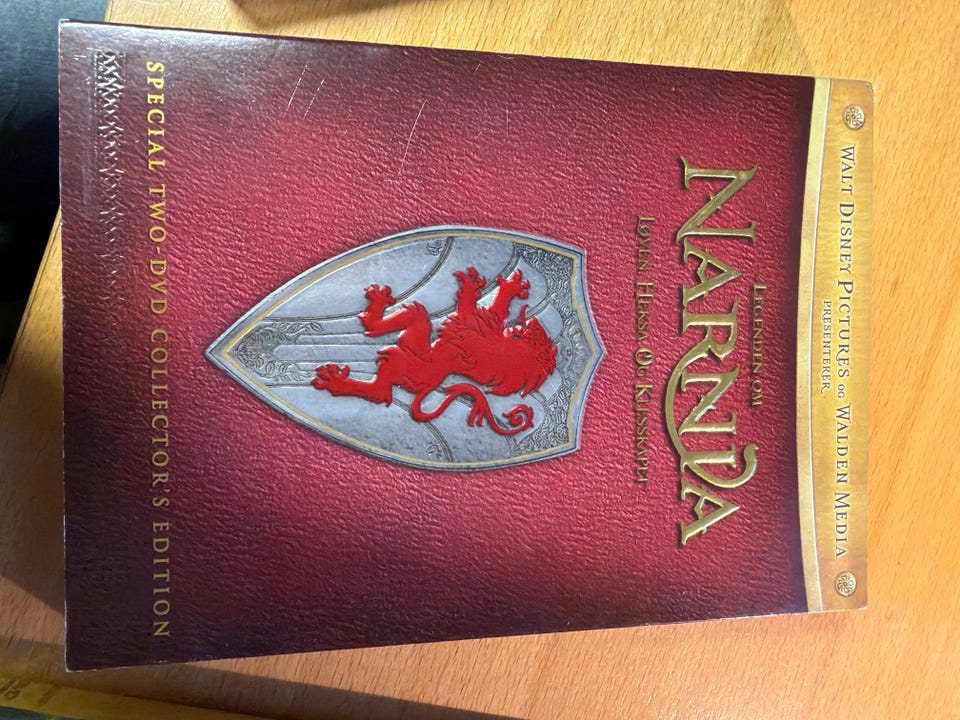 WALT DISNEY PICTURES OG WALDEN MEDIA
PRESENTERER
LEGENDEN OM
NARNIA
LØVEN HEKSA OG KLESSKAPET
SPECIAL TWO-DVD COLLECTOR'S EDITION